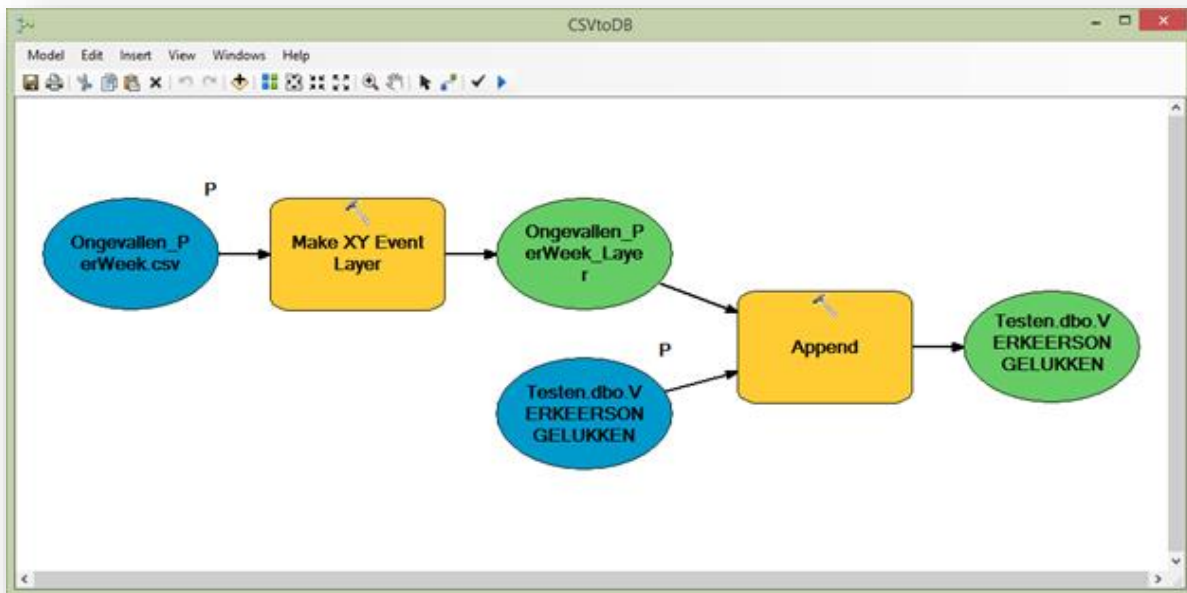 CSVtoDB
Model Edit Insert View Windows Help
P
Ongevallen_P
erWeek.csv
Make XY Event
Layer
Ongevallen_P
erWeek_Laye
r
P
Testen.dbo.V
ERKEERSON
GELUKKEN
Append
Testen.dbo.V
ERKEERSON
GELUKKEN